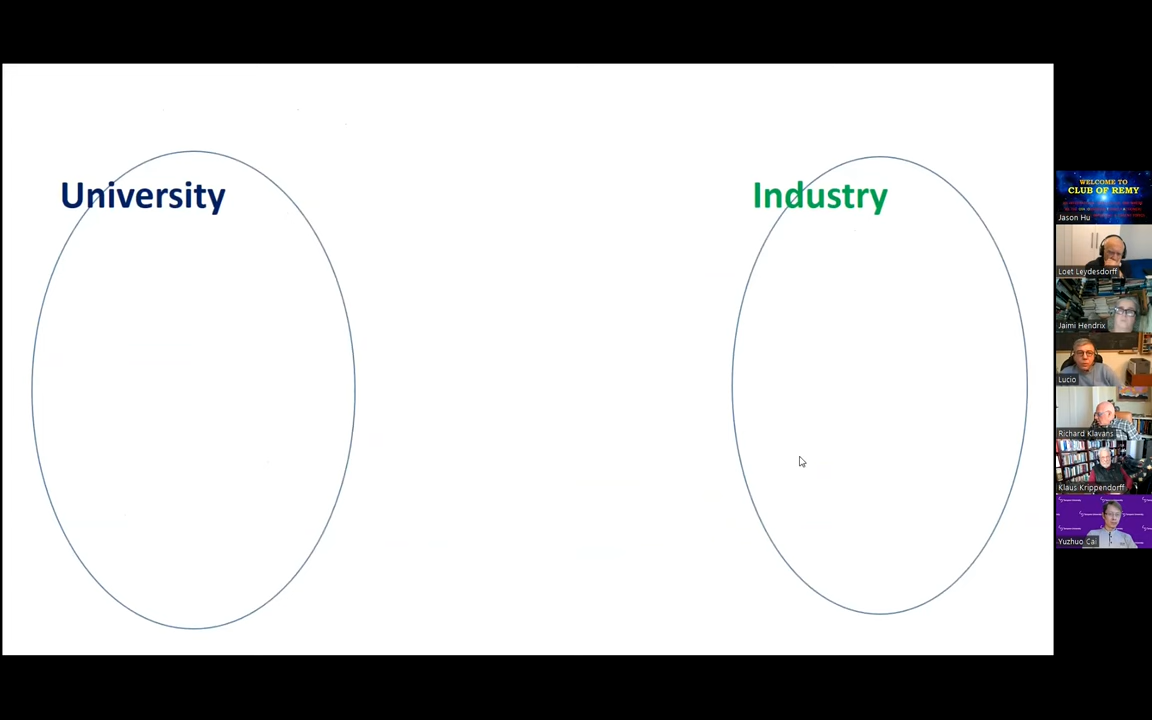 University
Industry
WELCOME TO
CLUB OF REMY
Jason Hu
Loet Leydesdorff
Jaimi Hendrix
Lucio
Richard Klavans
Klaus Krippendorff
Yuzhuo Cai